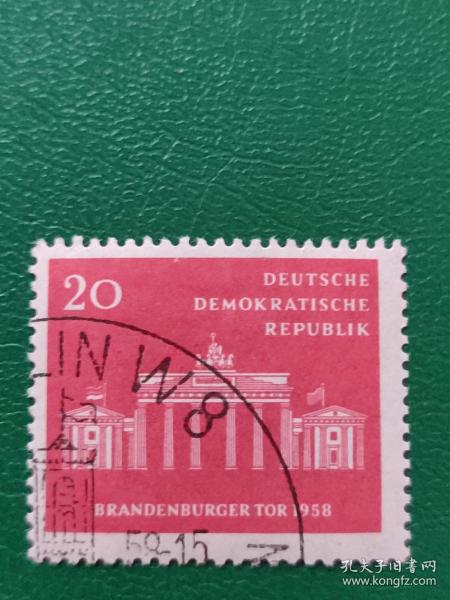 20
DEUTSCHE
DEMOKRATISCHE
REPUBLIK
LIN W8
BRANDENBURGER TOR 1958
58-15
N
孔夫子旧书网
www.kongfz.com